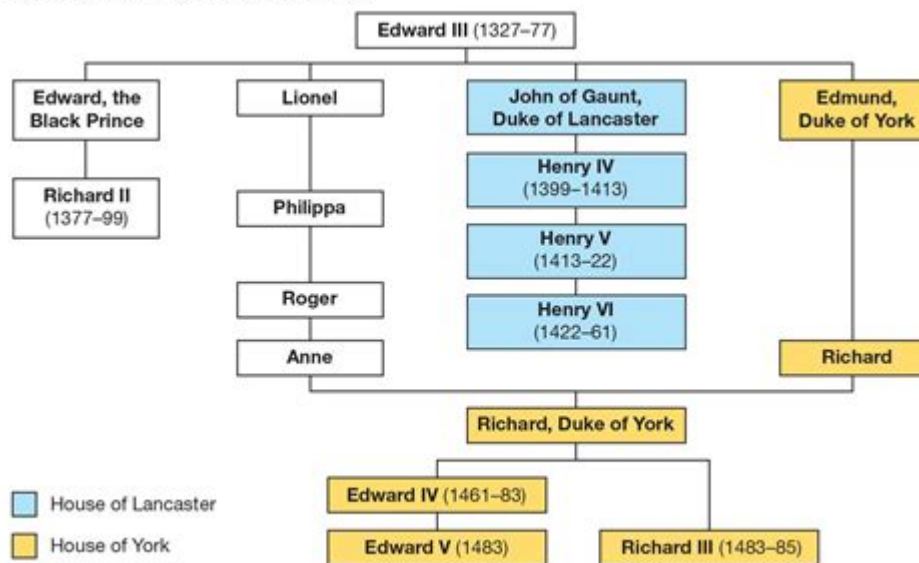 Edward III (1327–77)
Edward, the
Black Prince
Lionel
John of Gaunt,
Duke of Lancaster
Edmund,
Duke of York
Richard II
(1377–99)
Philippa
Henry IV
(1399–1413)
Henry V
(1413–22)
Roger
Henry VI
(1422–61)
Anne
Richard
Richard, Duke of York
Edward IV (1461–83)
Edward V (1483)
Richard III (1483–85)
House of Lancaster
House of York